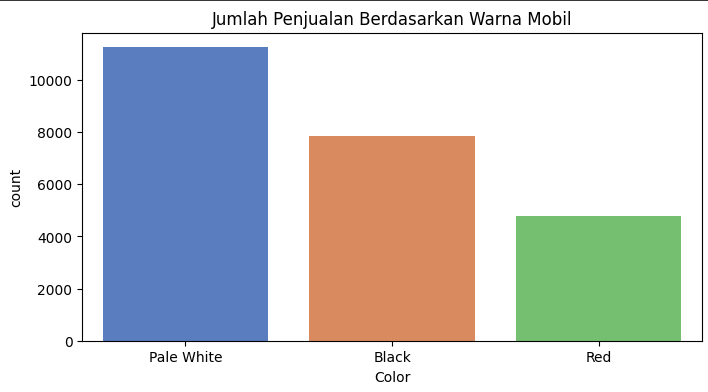 Jumlah Penjualan Berdasarkan Warna Mobil
count
10000
8000
6000
4000
2000
0
Pale White
Black
Red
Color